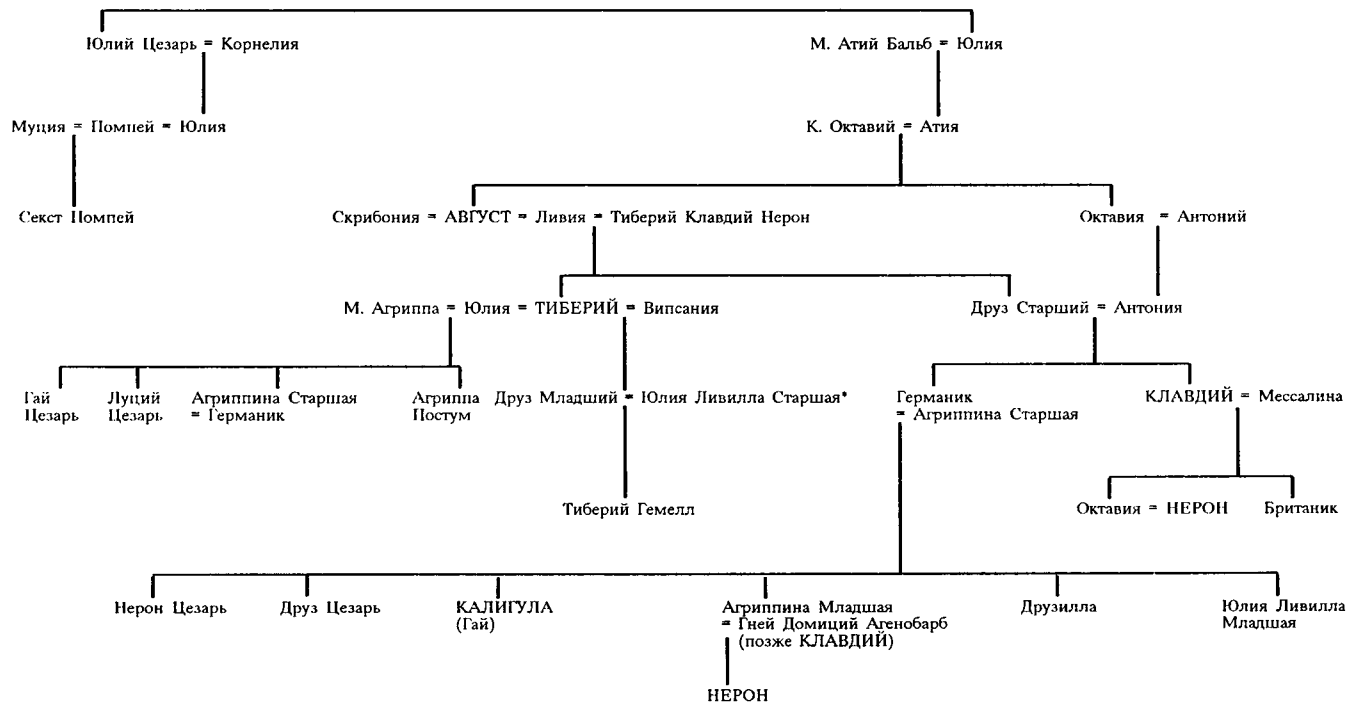 Юлий Цезарь = Корнелия
М. Атий Бальб = Юлия
Муция = Помпей = Юлия
К. Октавий = Атия
Секст Помпей
Скрибония = АВГУСТ = Ливия = Тиберий Клавдий Нерон
Октавия = Антоний
М. Агриппа = Юлия = ТИБЕРИЙ = Випсания
Друз Старший = Антония
Гай
Цезарь
Луций
Цезарь
Агриппина Старшая
= Германик
Агриппа
Постум
Друз Младший = Юлия Ливилла Старшая*
Германик
= Агриппина Старшая
КЛАВДИЙ = Мессалина
Тиберий Гемелл
Октавия = НЕРОН
Британик
Нерон Цезарь
Друз Цезарь
КАЛИГУЛА
(Гай)
Агриппина Младшая
= Гней Домиций Агенобарб
(позже КЛАВДИЙ)
Друзилла
Юлия Ливилла
Младшая
НЕРОН